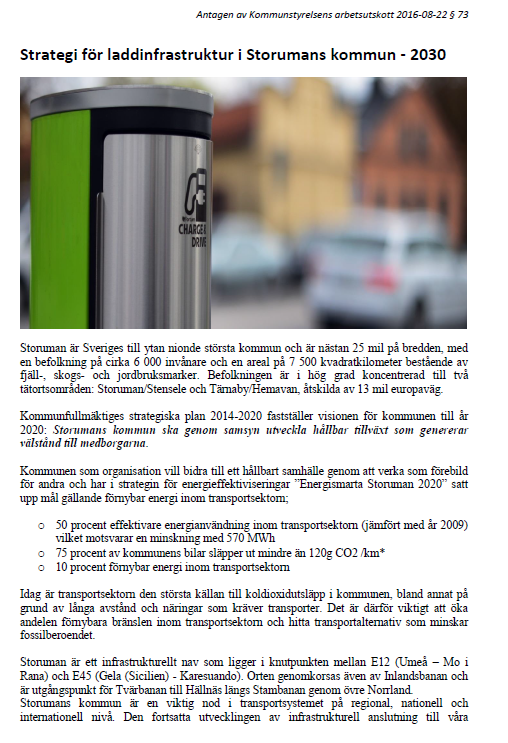 Antagen av Kommunstyrelsens arbetsutskott 2016-08-22 § 73
Strategi för laddinfrastruktur i Storumans kommun - 2030
CHARGE &
DRIVE
Storuman är Sveriges till ytan nionde största kommun och är nästan 25 mil på bredden, med
en befolkning på cirka 6 000 invånare och en areal på 7 500 kvadratkilometer bestående av
fjäll-, skogs- och jordbruksmarker. Befolkningen är i hög grad koncentrerad till två
tätortsområden: Storuman/Stensele och Tärnaby/Hemavan, åtskilda av 13 mil europaväg.
Kommunfullmäktiges strategiska plan 2014-2020 fastställer visionen för kommunen till år
2020: Storumans kommun ska genom samsyn utveckla hållbar tillväxt som genererar
välstånd till medborgarna.
Kommunen som organisation vill bidra till ett hållbart samhälle genom att verka som förebild
för andra och har i strategin för energieffektiviseringar ”Energismarta Storuman 2020” satt
upp mål gällande förnybar energi inom transportsektorn;
o 50 procent effektivare energianvändning inom transportsektorn (jämfört med år 2009)
vilket motsvarar en minskning med 570 MWh
o 75 procent av kommunens bilar släpper ut mindre än 120g CO2 /km*
o 10 procent förnybar energi inom transportsektorn
Idag är transportsektorn den största källan till koldioxidutsläpp i kommunen, bland annat på
grund av långa avstånd och näringar som kräver transporter. Det är därför viktigt att öka
andelen förnybara bränslen inom transportsektorn och hitta transportalternativ som minskar
fossilberoendet.
Storuman är ett infrastrukturellt nav som ligger i knutpunkten mellan E12 (Umeå – Mo i
Rana) och E45 (Gela (Sicilien) - Karesuando). Orten genomkorsas även av Inlandsbanan och
är utgångspunkt för Tvärbanan till Hällnäs längs Stambanan genom övre Norrland.
Storumans kommun är en viktig nod i transportsystemet på regional, nationell och
internationell nivå. Den fortsatta utvecklingen av infrastrukturell anslutning till våra